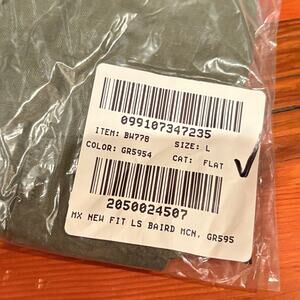 099107347235
ITEM: BW778 SIZE: L
COLOR: GR5954 CAT: FLAT
2050024507
MX NEW FIT LS BAIRD MCN, GR595